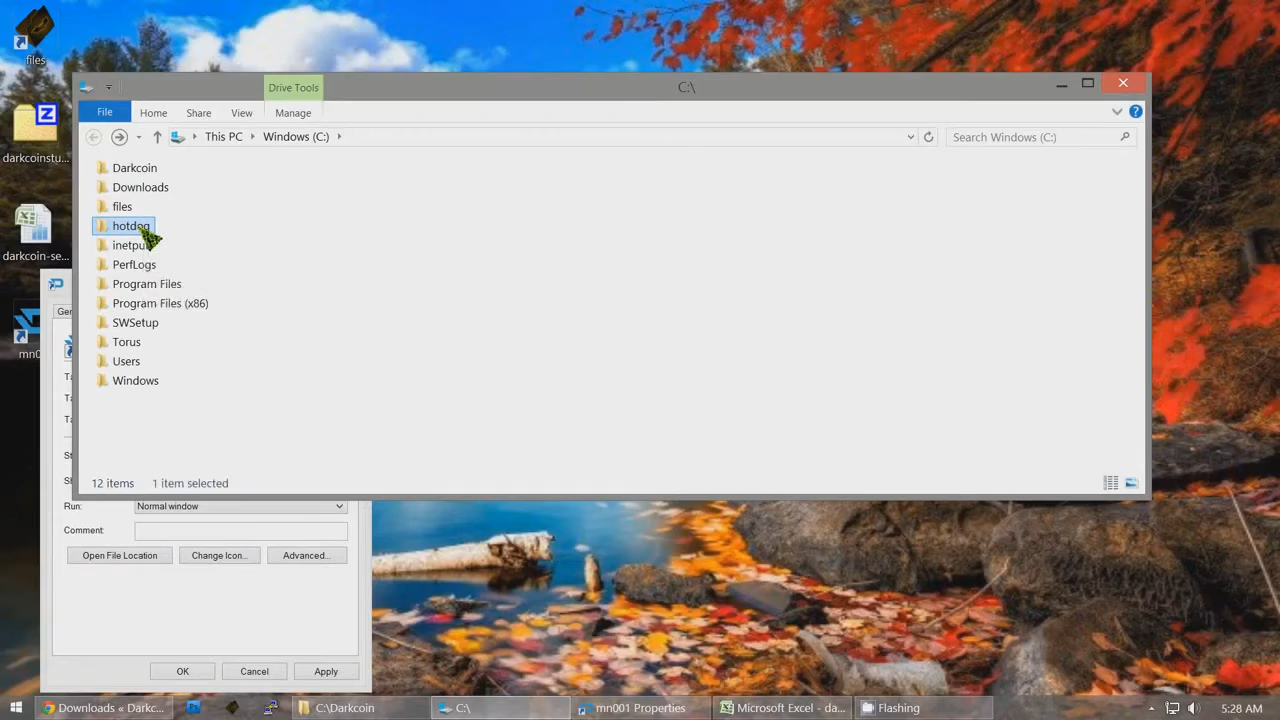 files
darkcoinstu...
darkcoin-se...
Drive Tools
C:\
File
Home
Share
View
Manage
This PC
Windows (C:)
Search Windows (C:)
Darkcoin
Downloads
files
hotdog
PerfLogs
Program Files
Program Files (x86)
SWSetup
Torus
Users
Windows
12 items
1 item selected
Run:
Normal window
Comment:
Open File Location
Change Icon...
Advanced...
OK
Cancel
Apply
Downloads « Darkc...
C:\Darkcoin
C:\
mn001 Properties
Microsoft Excel - da...
Flashing
5:28 AM